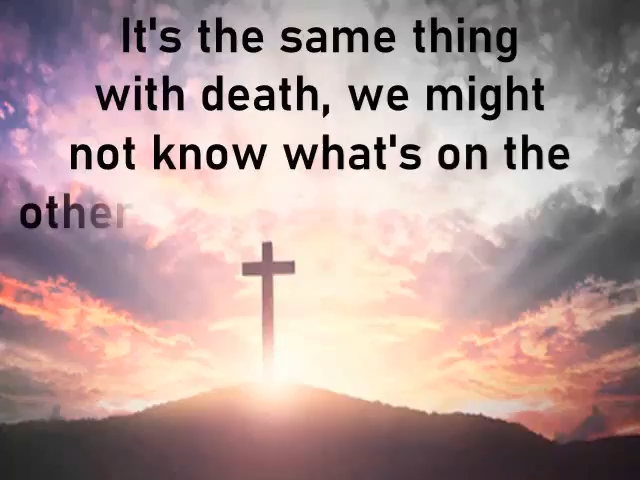 It's the same thing
with death, we might
not know what's on the
other